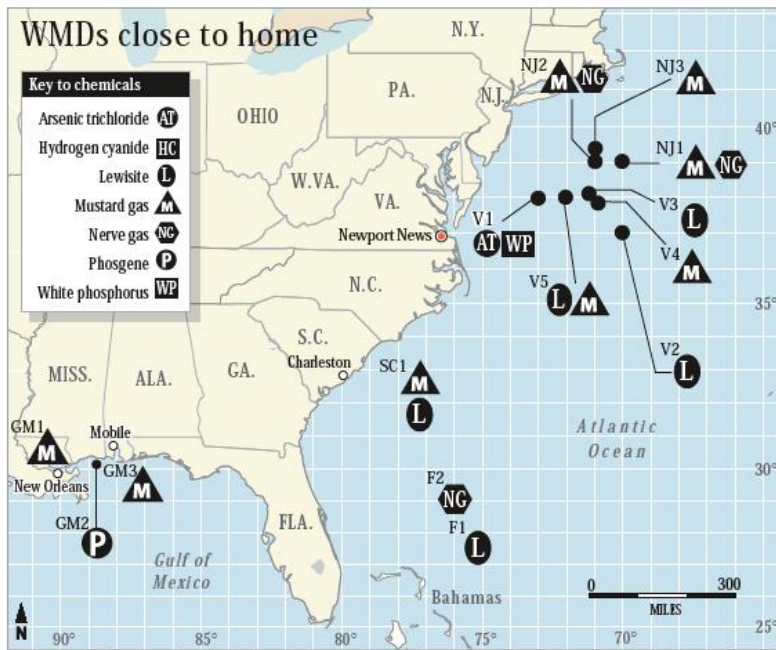 WMDs close to home
Key to chemicals
Arsenic trichloride AT
Hydrogen cyanide HC
Lewisite L
Mustard gas M
Nerve gas NG
Phosgene P
White phosphorus WP
N.Y.
PA.
N.J.
OHIO
W.VA.
VA.
Newport News
N.C.
S.C.
Charleston
GA.
ALA.
MISS.
Mobile
New Orleans
FLA.
NJ2 M NG
NJ3 M
NJ1 M NG
V1
AT WP
V3
L
V4
M
V5
L M
V2
L
SC1
M
L
GM1
M
GM3
M
GM2
P
F2
NG
F1
L
Atlantic
Ocean
Gulf of
Mexico
Bahamas
0 300
MILES
N
40°
35°
30°
25°
90° 85° 80° 75° 70°